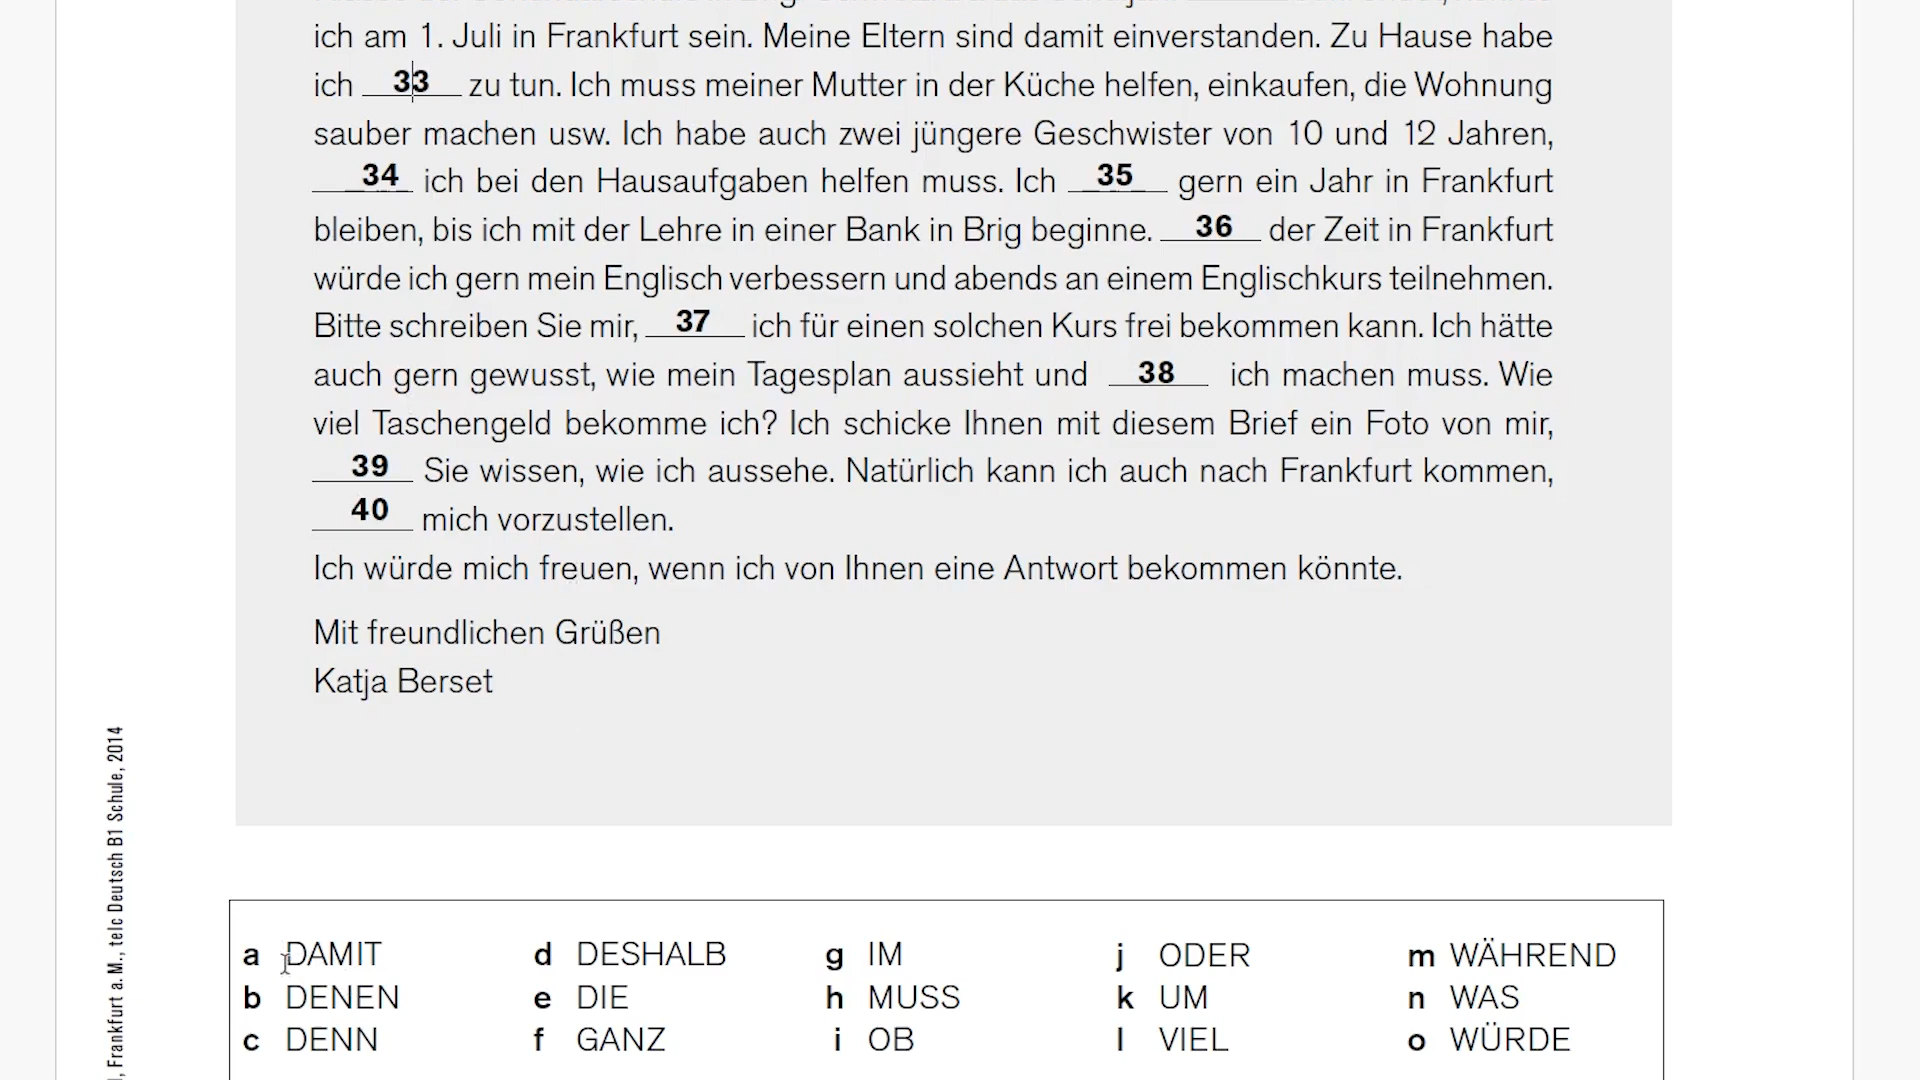 ich am 1. Juli in Frankfurt sein. Meine Eltern sind damit einverstanden. Zu Hause habe
ich 33 zu tun. Ich muss meiner Mutter in der Küche helfen, einkaufen, die Wohnung
sauber machen usw. Ich habe auch zwei jüngere Geschwister von 10 und 12 Jahren,
34 ich bei den Hausaufgaben helfen muss. Ich 35 gern ein Jahr in Frankfurt
bleiben, bis ich mit der Lehre in einer Bank in Brig beginne. 36 der Zeit in Frankfurt
würde ich gern mein Englisch verbessern und abends an einem Englischkurs teilnehmen.
Bitte schreiben Sie mir, 37 ich für einen solchen Kurs frei bekommen kann. Ich hätte
auch gern gewusst, wie mein Tagesplan aussieht und 38 ich machen muss. Wie
viel Taschengeld bekomme ich? Ich schicke Ihnen mit diesem Brief ein Foto von mir,
39 Sie wissen, wie ich aussehe. Natürlich kann ich auch nach Frankfurt kommen,
40 mich vorzustellen.
Ich würde mich freuen, wenn ich von Ihnen eine Antwort bekommen könnte.
Mit freundlichen Grüßen
Katja Berset
, Frankfurt a. M., telc Deutsch B1 Schule, 2014
a DAMIT d DESHALB g IM j ODER m WÄHREND
b DENEN e DIE h MUSS k UM n WAS
c DENN f GANZ i OB l VIEL o WÜRDE